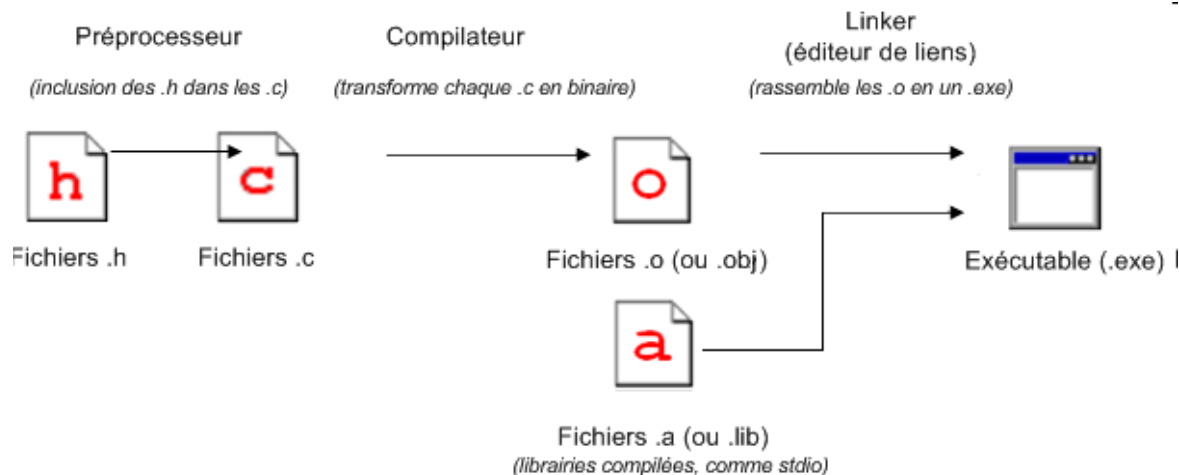 Préprocesseur
(inclusion des .h dans les .c)
Compilateur
(transforme chaque .c en binaire)
Linker
(éditeur de liens)
(rassemble les .o en un .exe)
h
c
o
Fichiers .h
Fichiers .c
Fichiers .o (ou .obj)
Exécutable (.exe)
a
Fichiers .a (ou .lib)
(librairies compilées, comme stdio)